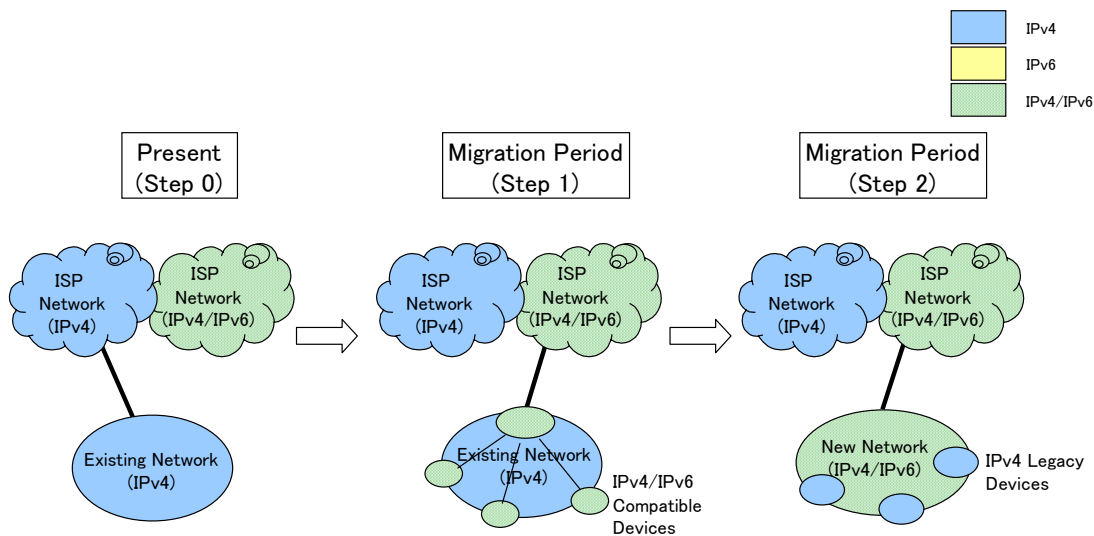 IPv4
IPv6
IPv4/IPv6
Present
(Step 0)
Migration Period
(Step 1)
Migration Period
(Step 2)
ISP
Network
(IPv4)
ISP
Network
(IPv4/IPv6)
ISP
Network
(IPv4)
ISP
Network
(IPv4/IPv6)
ISP
Network
(IPv4)
ISP
Network
(IPv4/IPv6)
Existing Network
(IPv4)
Existing Network
(IPv4)
IPv4/IPv6
Compatible
Devices
New Network
(IPv4/IPv6)
IPv4 Legacy
Devices